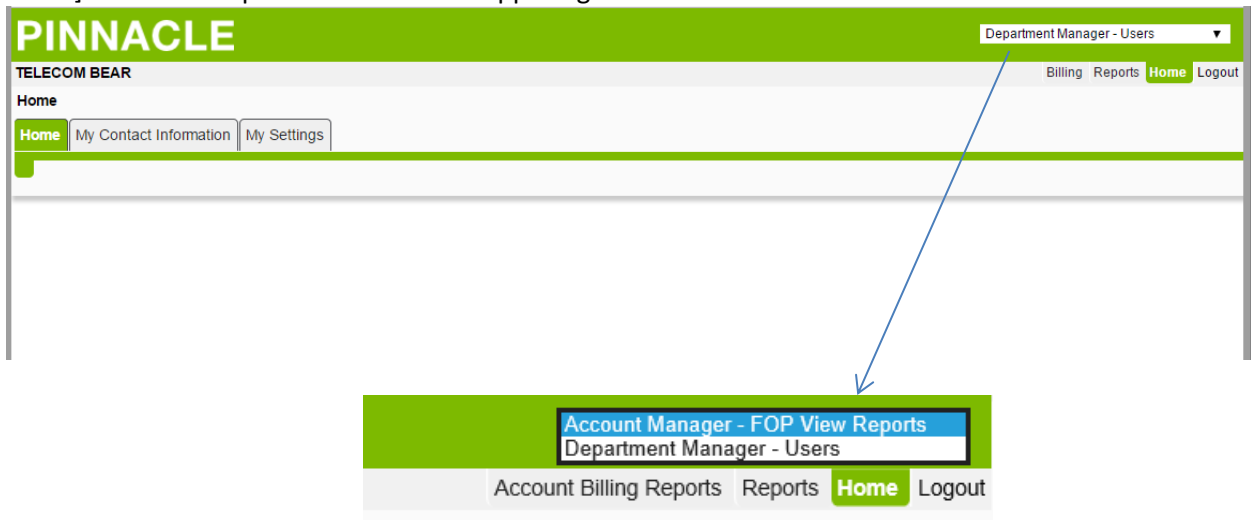 PINNACLE
Department Manager - Users
TELECOM BEAR
Billing Reports Home Logout
Home
Home My Contact Information My Settings
Account Manager - FOP View Reports
Department Manager - Users
Account Billing Reports Reports Home Logout